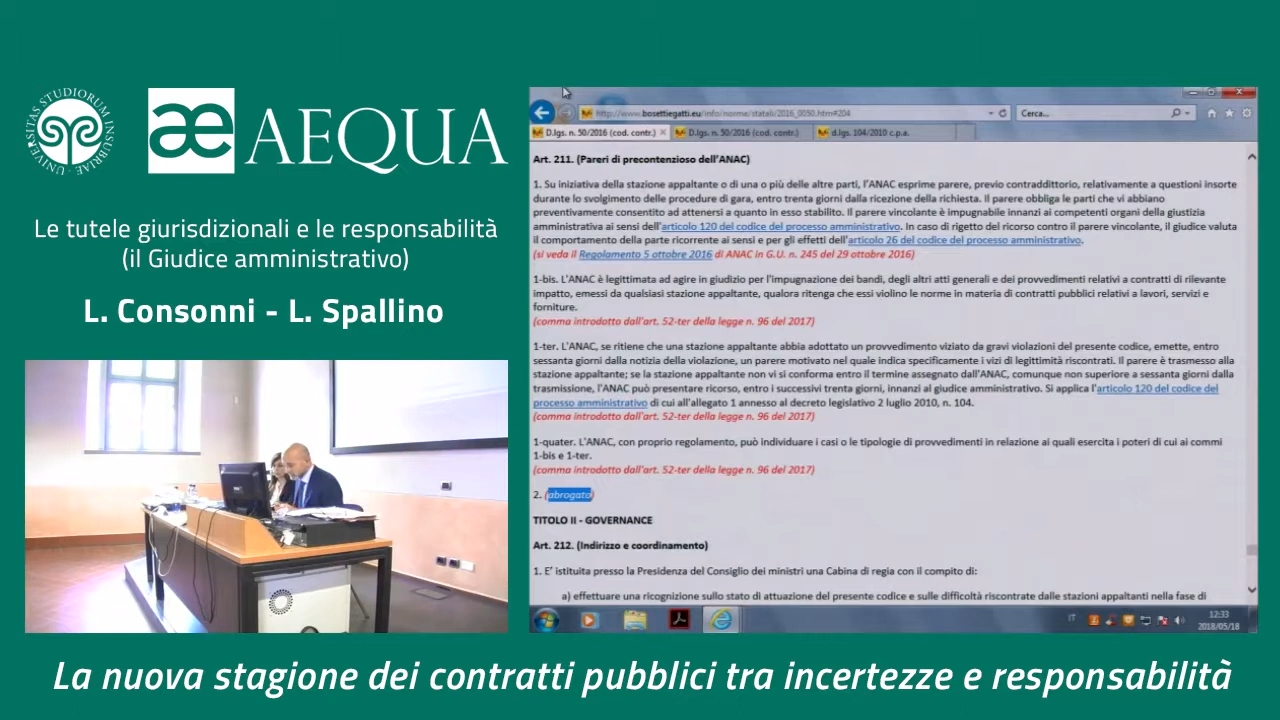 UNIVERSITAS STUDIORUM INSUBRIAE
æ AEQUA
Le tutele giurisdizionali e le responsabilità
(il Giudice amministrativo)
L. Consonni - L. Spallino
http://www.bosettiegatti.eu/info/norme/statali/2016_0050.htm#204
Cerca...
D.lgs. n. 50/2016 (cod. contr.)
D.lgs. n. 50/2016 (cod. contr.)
d.lgs. 104/2010 c.p.a.
Art. 211. (Pareri di precontenzioso dell'ANAC)
1. Su iniziativa della stazione appaltante o di una o più delle altre parti, l'ANAC esprime parere, previo contraddittorio, relativamente a questioni insorte
durante lo svolgimento delle procedure di gara, entro trenta giorni dalla ricezione della richiesta. Il parere obbliga le parti che vi abbiano
preventivamente consentito ad attenersi a quanto in esso stabilito. Il parere vincolante è impugnabile innanzi ai competenti organi della giustizia
amministrativa ai sensi dell'articolo 120 del codice del processo amministrativo. In caso di rigetto del ricorso contro il parere vincolante, il giudice valuta
il comportamento della parte ricorrente ai sensi e per gli effetti dell'articolo 26 del codice del processo amministrativo.
(si veda il Regolamento 5 ottobre 2016 di ANAC in G.U. n. 245 del 29 ottobre 2016)
1-bis. L'ANAC è legittimata ad agire in giudizio per l'impugnazione dei bandi, degli altri atti generali e dei provvedimenti relativi a contratti di rilevante
impatto, emessi da qualsiasi stazione appaltante, qualora ritenga che essi violino le norme in materia di contratti pubblici relativi a lavori, servizi e
forniture.
(comma introdotto dall'art. 52-ter della legge n. 96 del 2017)
1-ter. L'ANAC, se ritiene che una stazione appaltante abbia adottato un provvedimento viziato da gravi violazioni del presente codice, emette, entro
sessanta giorni dalla notizia della violazione, un parere motivato nel quale indica specificamente i vizi di legittimità riscontrati. Il parere è trasmesso alla
stazione appaltante; se la stazione appaltante non vi si conforma entro il termine assegnato dall'ANAC, comunque non superiore a sessanta giorni dalla
trasmissione, l'ANAC può presentare ricorso, entro i successivi trenta giorni, innanzi al giudice amministrativo. Si applica l'articolo 120 del codice del
processo amministrativo di cui all'allegato 1 annesso al decreto legislativo 2 luglio 2010, n. 104.
(comma introdotto dall'art. 52-ter della legge n. 96 del 2017)
1-quater. L'ANAC, con proprio regolamento, può individuare i casi o le tipologie di provvedimenti in relazione ai quali esercita i poteri di cui ai commi
1-bis e 1-ter.
(comma introdotto dall'art. 52-ter della legge n. 96 del 2017)
2. (abrogato)
TITOLO II - GOVERNANCE
Art. 212. (Indirizzo e coordinamento)
1. E' istituita presso la Presidenza del Consiglio dei ministri una Cabina di regia con il compito di:
a) effettuare una ricognizione sullo stato di attuazione del presente codice e sulle difficoltà riscontrate dalle stazioni appaltanti nella fase di
IT
12:33
2018/05/18
La nuova stagione dei contratti pubblici tra incertezze e responsabilità